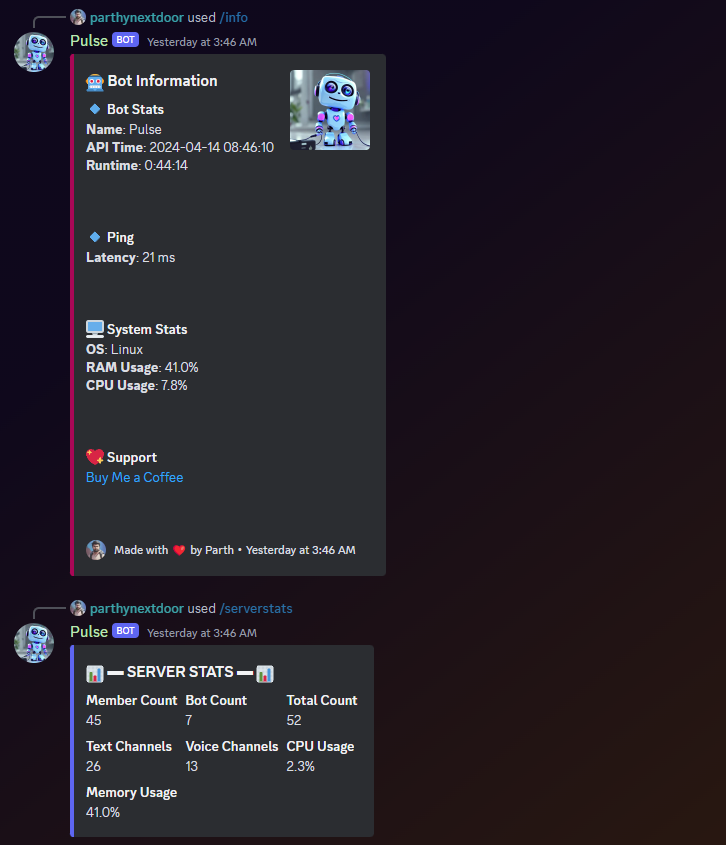 parthynextdoor used /info
Pulse BOT Yesterday at 3:46 AM
Bot Information
Bot Stats
Name: Pulse
API Time: 2024-04-14 08:46:10
Runtime: 0:44:14
Ping
Latency: 21 ms
System Stats
OS: Linux
RAM Usage: 41.0%
CPU Usage: 7.8%
Support
Buy Me a Coffee
Made with ❤️ by Parth • Yesterday at 3:46 AM
parthynextdoor used /serverstats
Pulse BOT Yesterday at 3:46 AM
📊 ➖ SERVER STATS ➖ 📊
Member Count Bot Count Total Count
45 7 52
Text Channels Voice Channels CPU Usage
26 13 2.3%
Memory Usage
41.0%